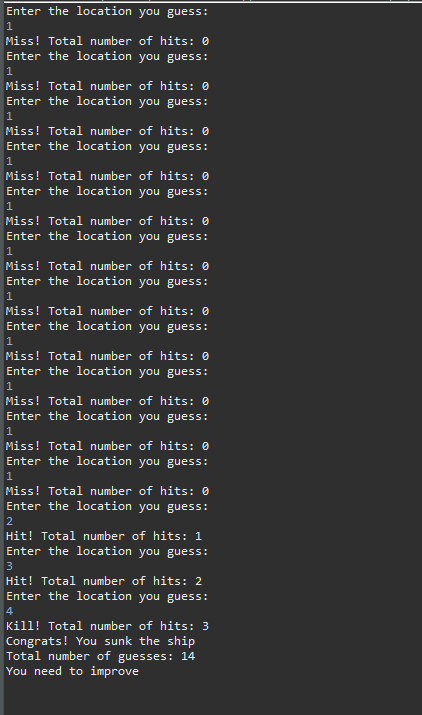 Enter the location you guess:
1
Miss! Total number of hits: 0
Enter the location you guess:
1
Miss! Total number of hits: 0
Enter the location you guess:
1
Miss! Total number of hits: 0
Enter the location you guess:
1
Miss! Total number of hits: 0
Enter the location you guess:
1
Miss! Total number of hits: 0
Enter the location you guess:
1
Miss! Total number of hits: 0
Enter the location you guess:
1
Miss! Total number of hits: 0
Enter the location you guess:
1
Miss! Total number of hits: 0
Enter the location you guess:
1
Miss! Total number of hits: 0
Enter the location you guess:
1
Miss! Total number of hits: 0
Enter the location you guess:
1
Miss! Total number of hits: 0
Enter the location you guess:
2
Hit! Total number of hits: 1
Enter the location you guess:
3
Hit! Total number of hits: 2
Enter the location you guess:
4
Kill! Total number of hits: 3
Congrats! You sunk the ship
Total number of guesses: 14
You need to improve